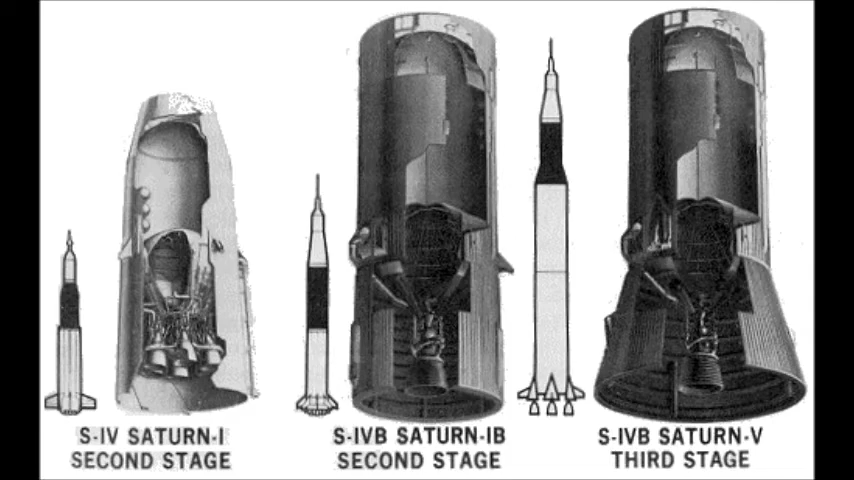 S-IV SATURN-I
SECOND STAGE
S-IVB SATURN-IB
SECOND STAGE
S-IVB SATURN-V
THIRD STAGE